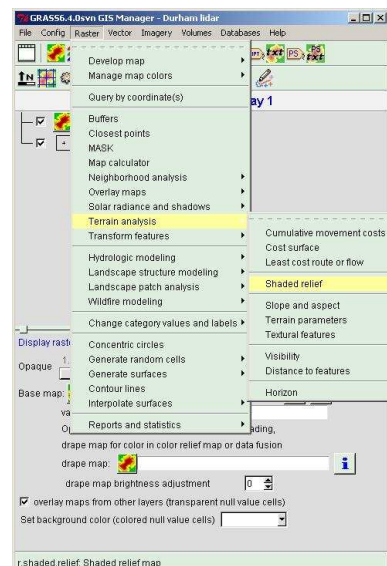 GRASS6.4.0svn GIS Manager - Durham lidar
File Config Raster Vector Imagery Volumes Databases Help
Develop map
Manage map colors
Query by coordinate(s)
ay 1
Buffers
Closest points
MASK
Map calculator
Neighborhood analysis
Overlay maps
Solar radiance and shadows
Terrain analysis
Transform features
Hydrologic modeling
Landscape structure modeling
Landscape patch analysis
Wildfire modeling
Change category values and labels
Concentric circles
Generate random cells
Generate surfaces
Contour lines
Interpolate surfaces
Reports and statistics
Cumulative movement costs
Cost surface
Least cost route or flow
Shaded relief
Slope and aspect
Terrain parameters
Textural features
Visibility
Distance to features
Horizon
Display rast
Opaque 1.
Base map:
va
Op
ading,
drape map for color in color relief map or data fusion
drape map:
drape map brightness adjustment 0
overlay maps from other layers (transparent null value cells)
Set background color (colored null value cells)
r.shaded.relief: Shaded relief map